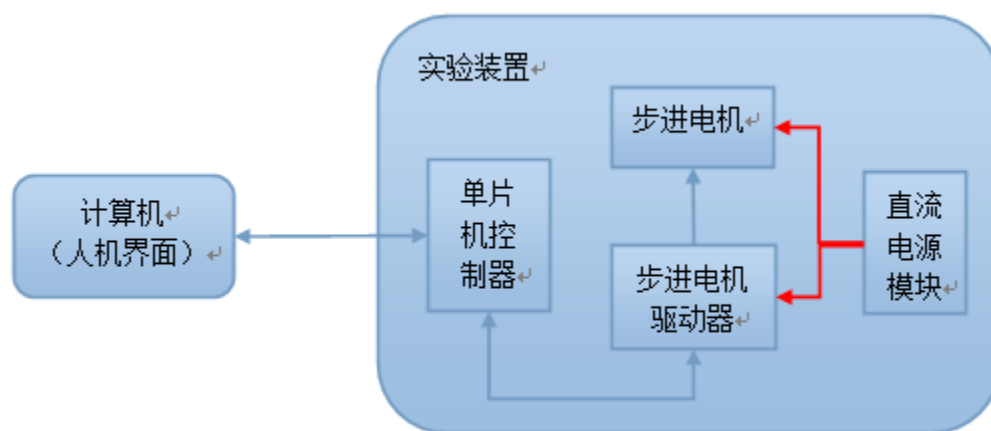 实验装置
步进电机
计算机
（人机界面）
单片
机控
制器
步进电机
驱动器
直流
电源
模块